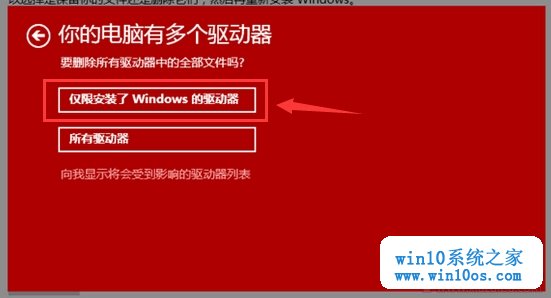 以选择是保留你的文件还是删除它们，然后再重新安装 Windows。
你的电脑有多个驱动器
要删除所有驱动器中的全部文件吗?
仅限安装了 Windows 的驱动器
所有驱动器
向我显示将会受到影响的驱动器列表
win10系统之家
www.win10os.com